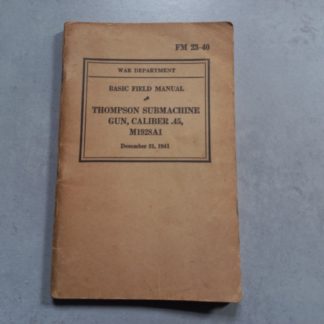 FM 23-40
WAR DEPARTMENT
BASIC FIELD MANUAL
THOMPSON SUBMACHINE
GUN, CALIBER .45,
M1928A1
December 31, 1941